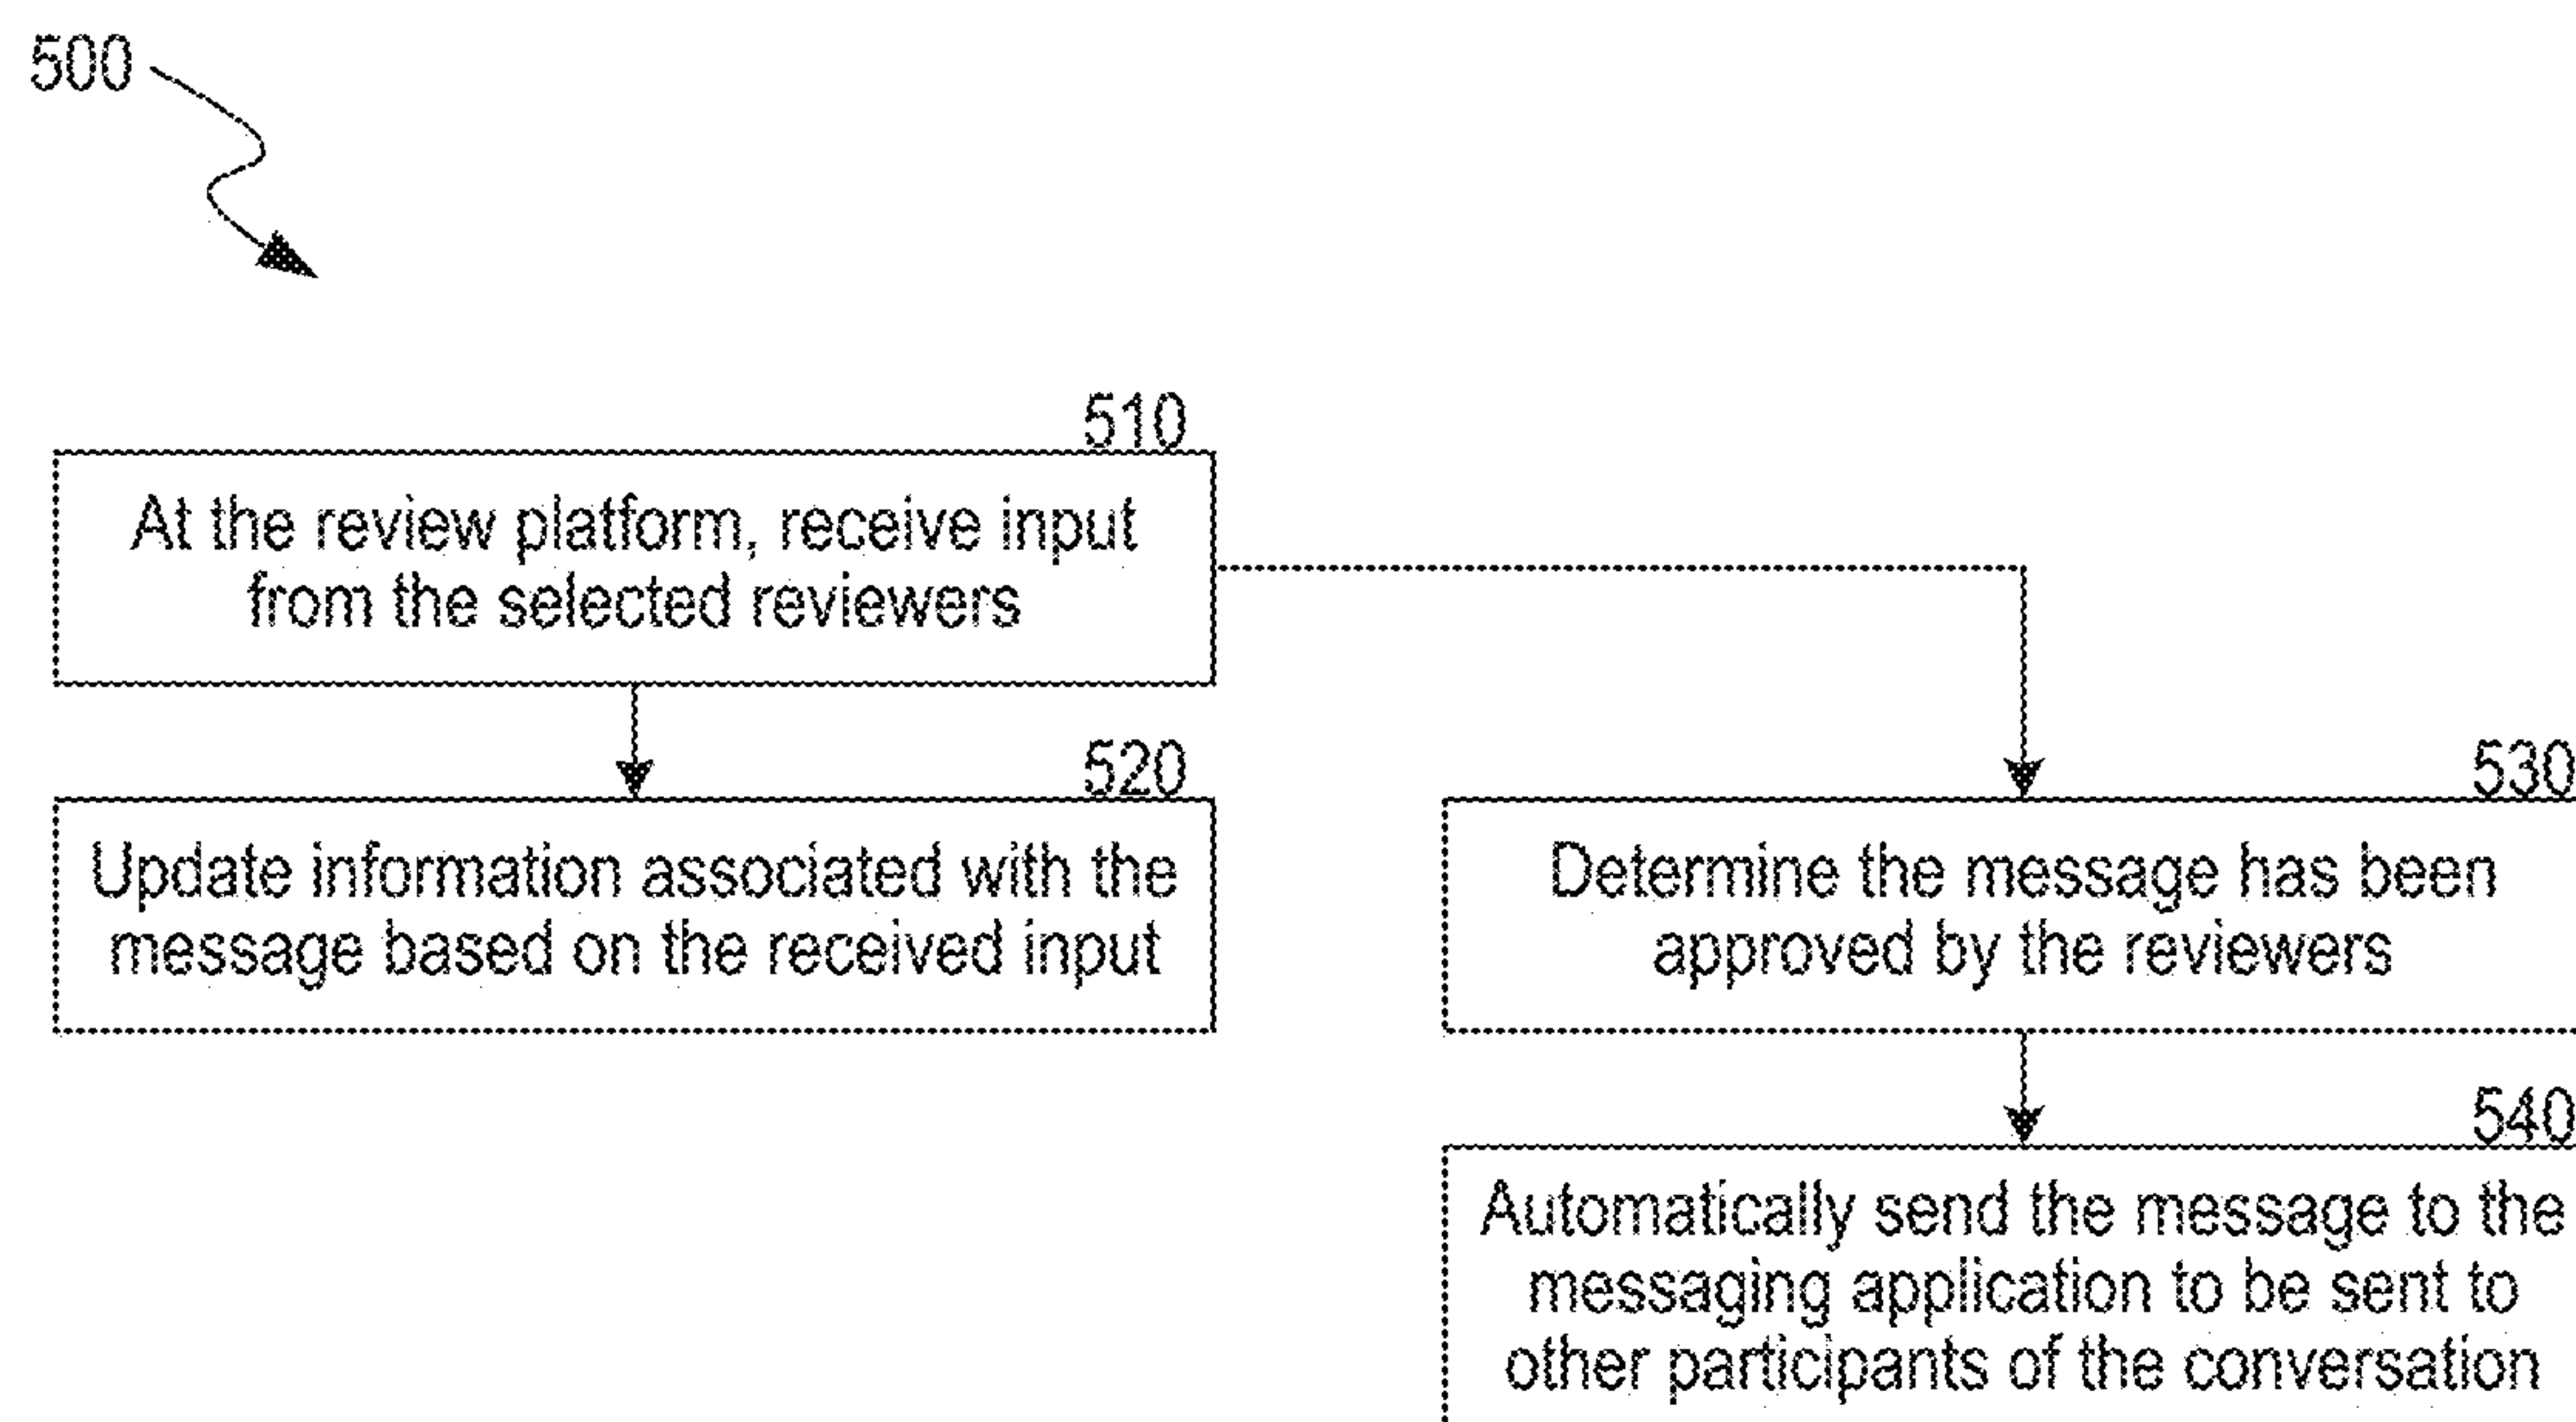 500
510
At the review platform, receive input
from the selected reviewers
520
Update information associated with the
message based on the received input
530
Determine the message has been
approved by the reviewers
540
Automatically send the message to the
messaging application to be sent to
other participants of the conversation